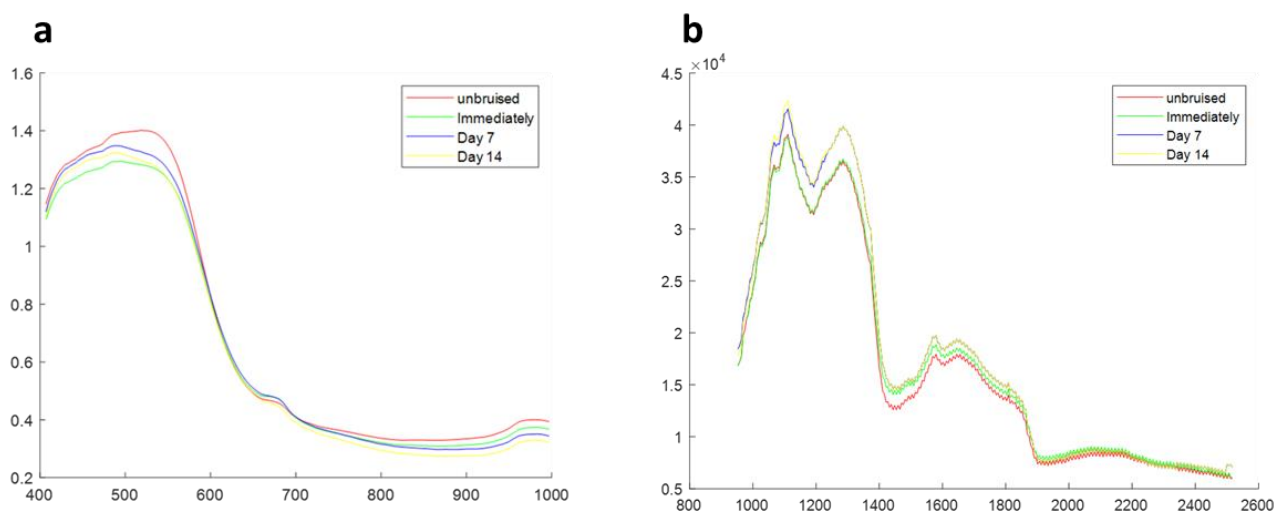 a
1.6
1.4
1.2
1
0.8
0.6
0.4
0.2
400 500 600 700 800 900 1000
unbruised
Immediately
Day 7
Day 14
b
×10⁴
4.5
4
3.5
3
2.5
2
1.5
1
0.5
800 1000 1200 1400 1600 1800 2000 2200 2400 2600
unbruised
Immediately
Day 7
Day 14